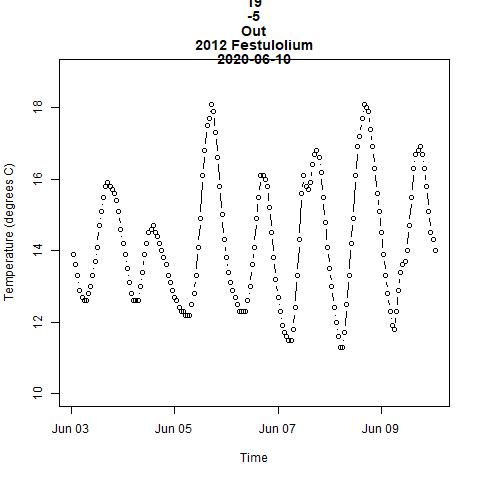 19
-5
Out
2012 Festulolium
2020-06-10
Temperature (degrees C)
18
16
14
12
10
Jun 03
Jun 05
Jun 07
Jun 09
Time